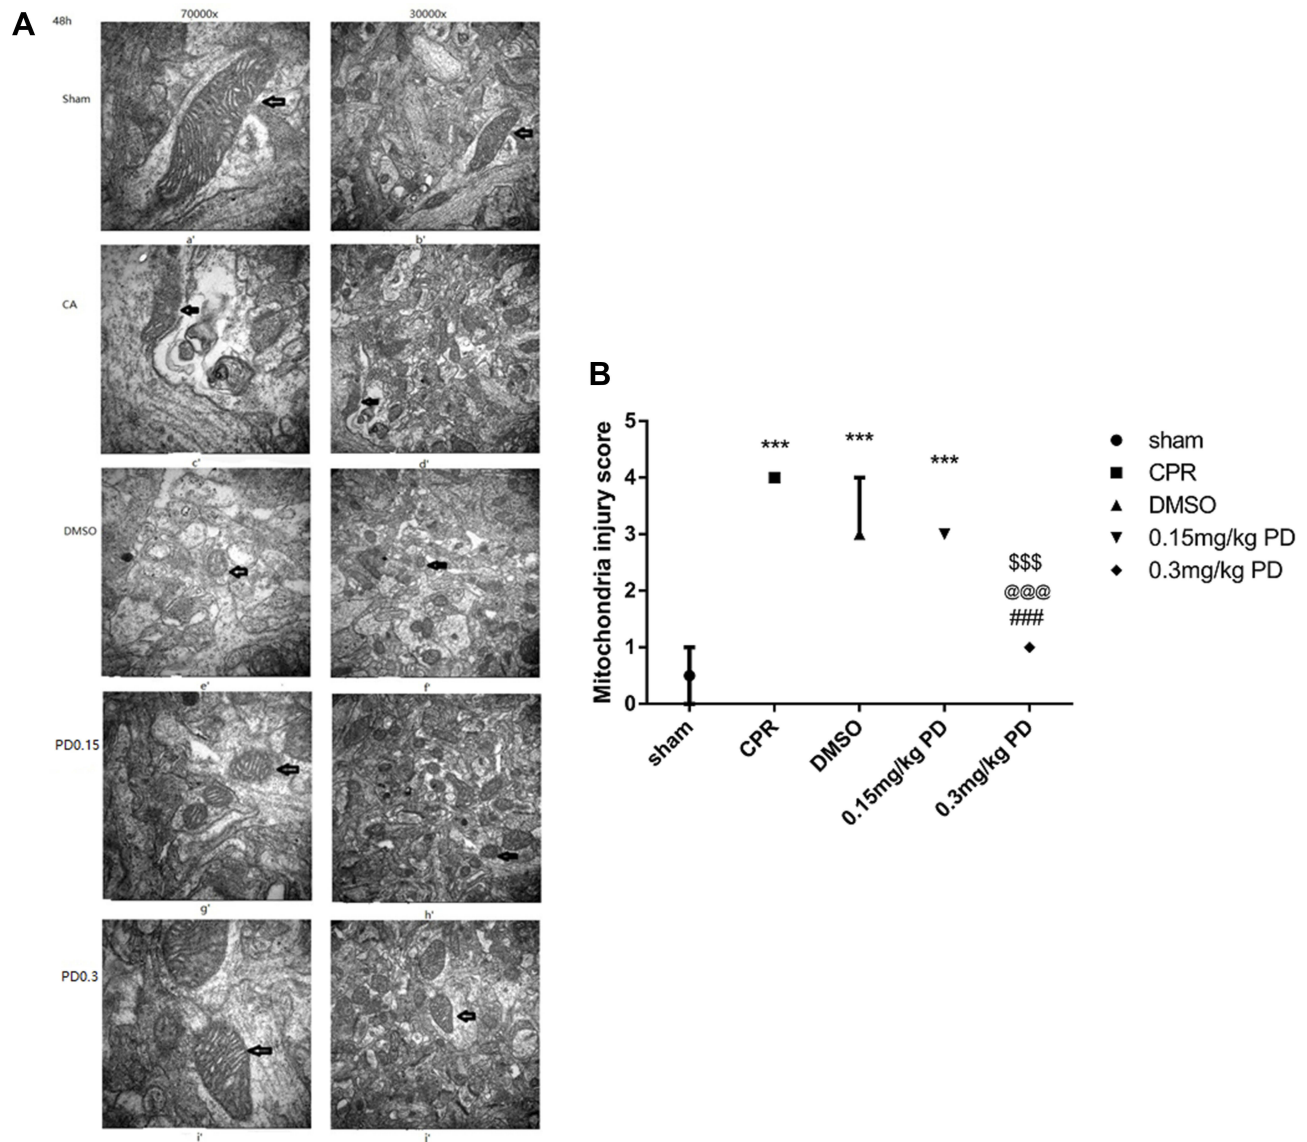 A
48h
70000x
30000x
Sham
a'
b'
CA
c'
d'
DMSO
e'
f'
PD0.15
g'
h'
PD0.3
i'
i'
B
Mitochondria injury score
5
4
3
2
1
0
***
***
***
$$$
@@@
###
sham
CPR
DMSO
0.15mg/kg PD
0.3mg/kg PD
sham
CPR
DMSO
0.15mg/kg PD
0.3mg/kg PD